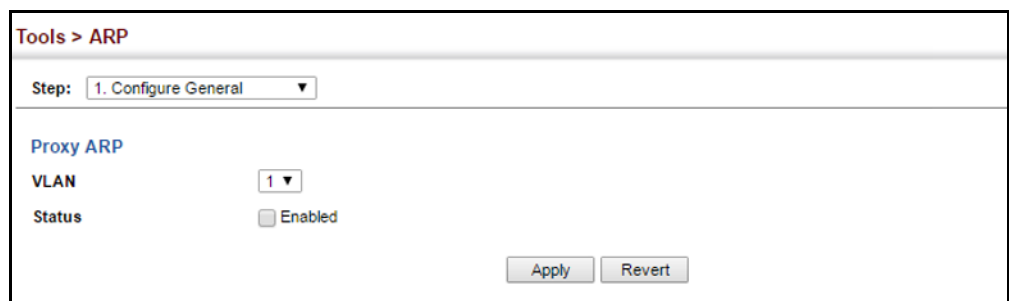 Tools > ARP
Step: 1. Configure General
Proxy ARP
VLAN 1
Status Enabled
Apply Revert